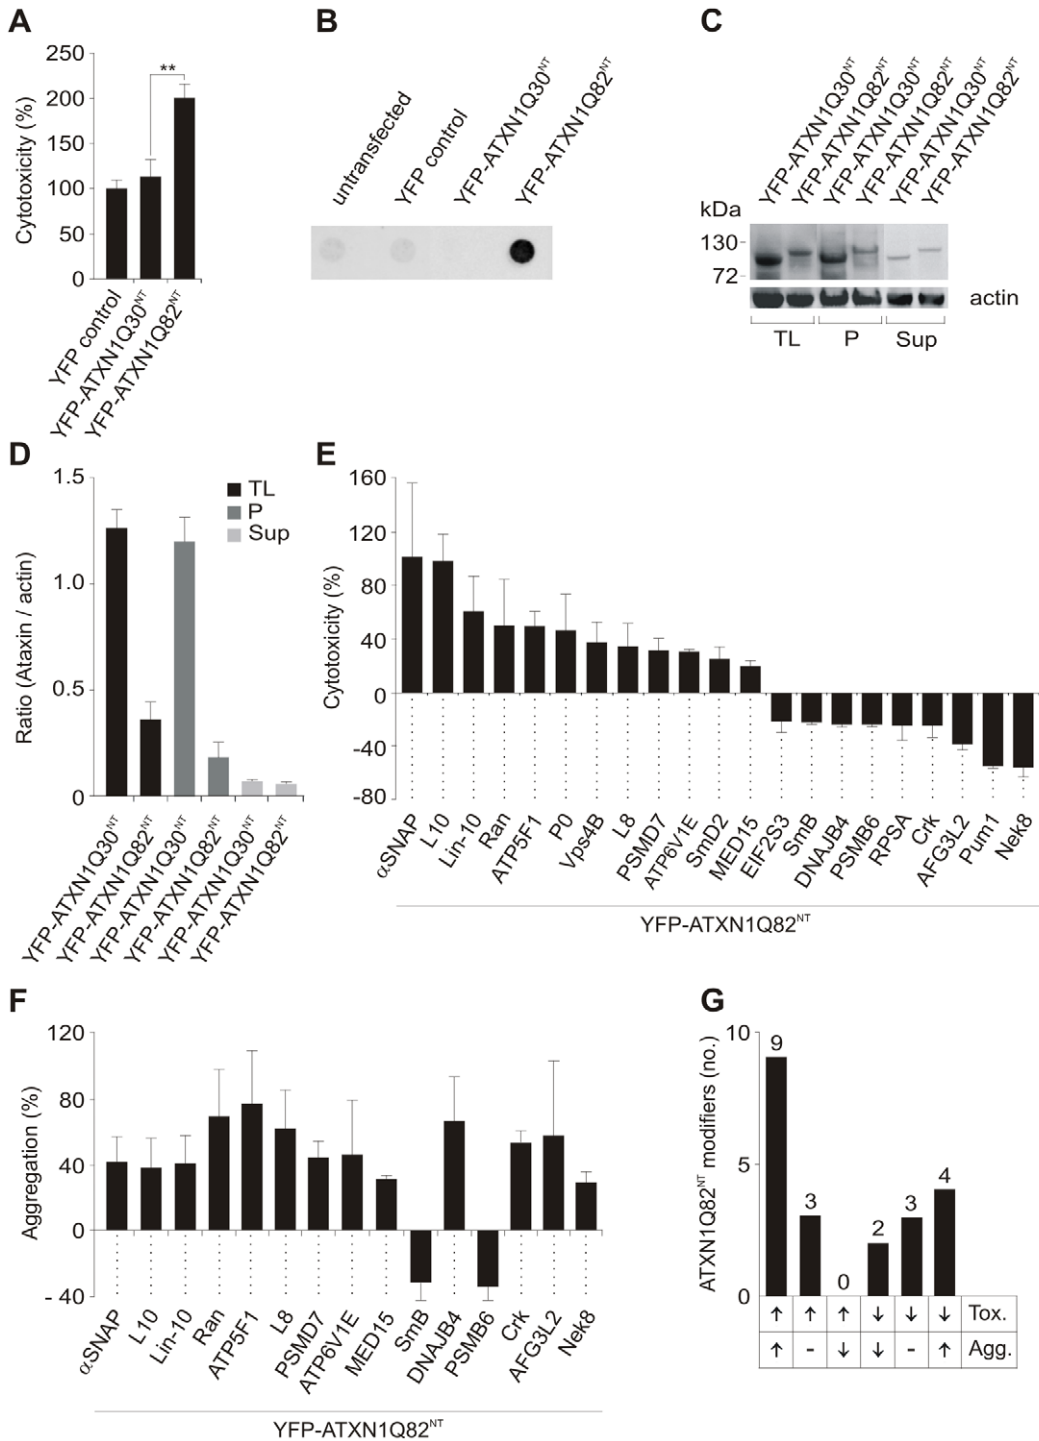 A
250
200
150
100
50
0
Cytotoxicity (%)
**
YFP control
YFP-ATXN1Q30NT
YFP-ATXN1Q82NT
B
untransfected
YFP control
YFP-ATXN1Q30NT
YFP-ATXN1Q82NT
C
YFP-ATXN1Q30NT
YFP-ATXN1Q82NT
YFP-ATXN1Q30NT
YFP-ATXN1Q82NT
YFP-ATXN1Q30NT
YFP-ATXN1Q82NT
kDa
130
72
actin
TL P Sup
D
1.5
1.0
0.5
0
Ratio (Ataxin / actin)
TL
P
Sup
YFP-ATXN1Q30NT
YFP-ATXN1Q82NT
YFP-ATXN1Q30NT
YFP-ATXN1Q82NT
YFP-ATXN1Q30NT
YFP-ATXN1Q82NT
E
160
120
80
40
0
-40
-80
Cytotoxicity (%)
αSNAP
L10
Lin-10
Ran
ATP5F1
P0
Vps4B
L8
PSMD7
ATP6V1E
SmD2
MED15
EIF2S3
SmB
DNAJB4
PSMB6
RPSA
Crk
AFG3L2
Pum1
Nek8
YFP-ATXN1Q82NT
F
120
80
40
0
- 40
Aggregation (%)
αSNAP
L10
Lin-10
Ran
ATP5F1
L8
PSMD7
ATP6V1E
MED15
SmB
DNAJB4
PSMB6
Crk
AFG3L2
Nek8
YFP-ATXN1Q82NT
G
10
5
0
ATXN1Q82NT modifiers (no.)
9 3 0 2 3 4
↑ ↑ ↑ ↓ ↓ ↓ Tox.
↑ - ↓ ↓ - ↑ Agg.